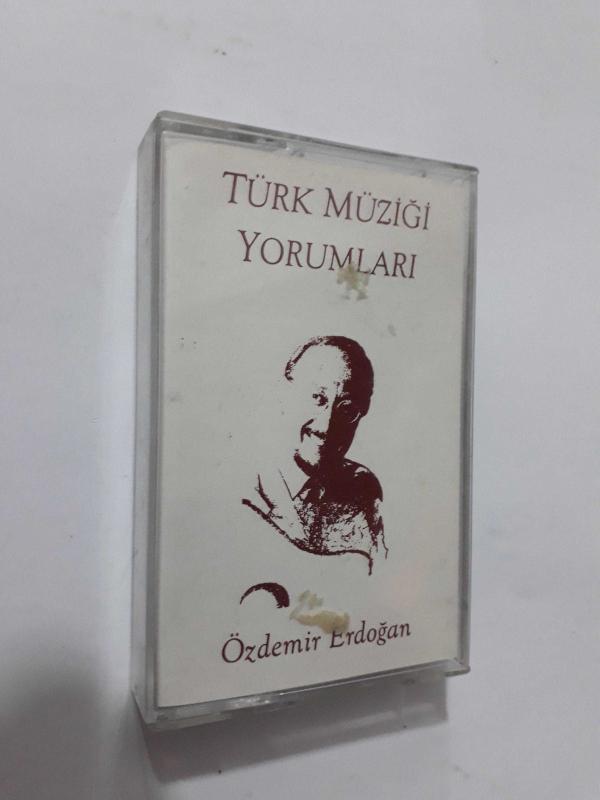 TÜRK MÜZİĞİ
YORUMLARI
Özdemir Erdoğan